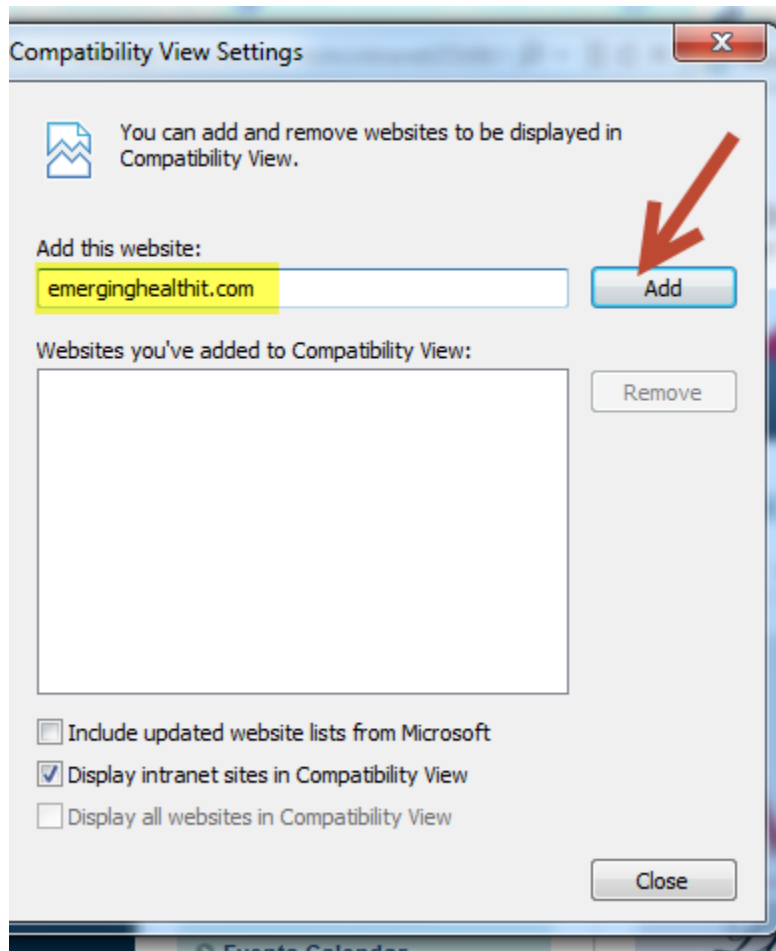 Compatibility View Settings
You can add and remove websites to be displayed in
Compatibility View.
Add this website:
emerginghealthit.com
Add
Websites you've added to Compatibility View:
Remove
Include updated website lists from Microsoft
Display intranet sites in Compatibility View
Display all websites in Compatibility View
Close
Events Calendar